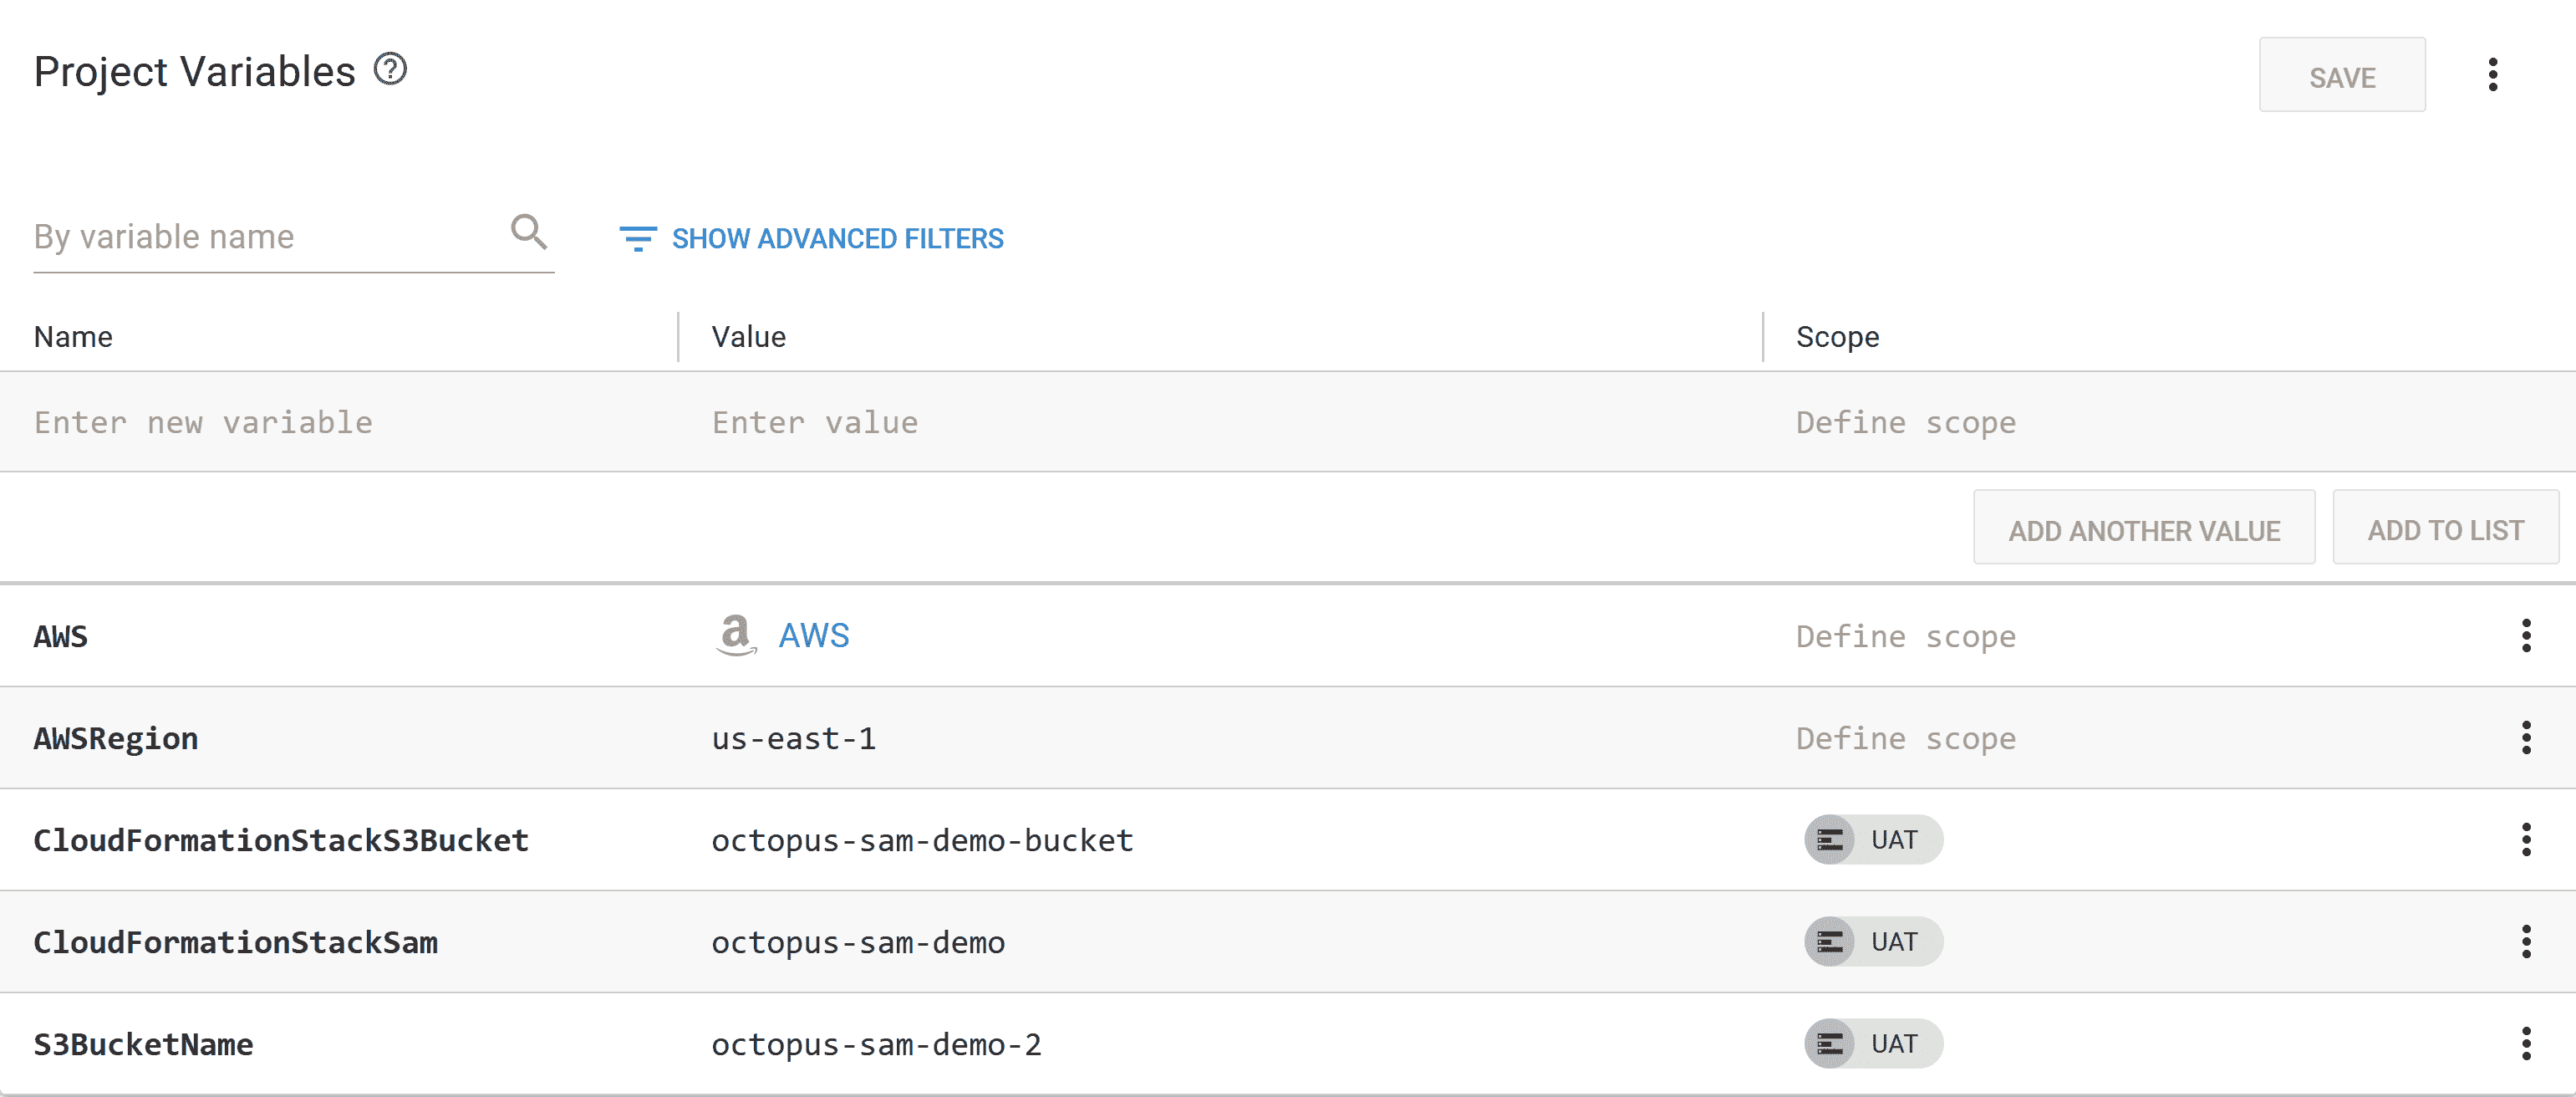 Project Variables
SAVE
By variable name
SHOW ADVANCED FILTERS
Name Value Scope
Enter new variable Enter value Define scope
ADD ANOTHER VALUE ADD TO LIST
AWS a AWS Define scope
AWSRegion us-east-1 Define scope
CloudFormationStackS3Bucket octopus-sam-demo-bucket UAT
CloudFormationStackSam octopus-sam-demo UAT
S3BucketName octopus-sam-demo-2 UAT